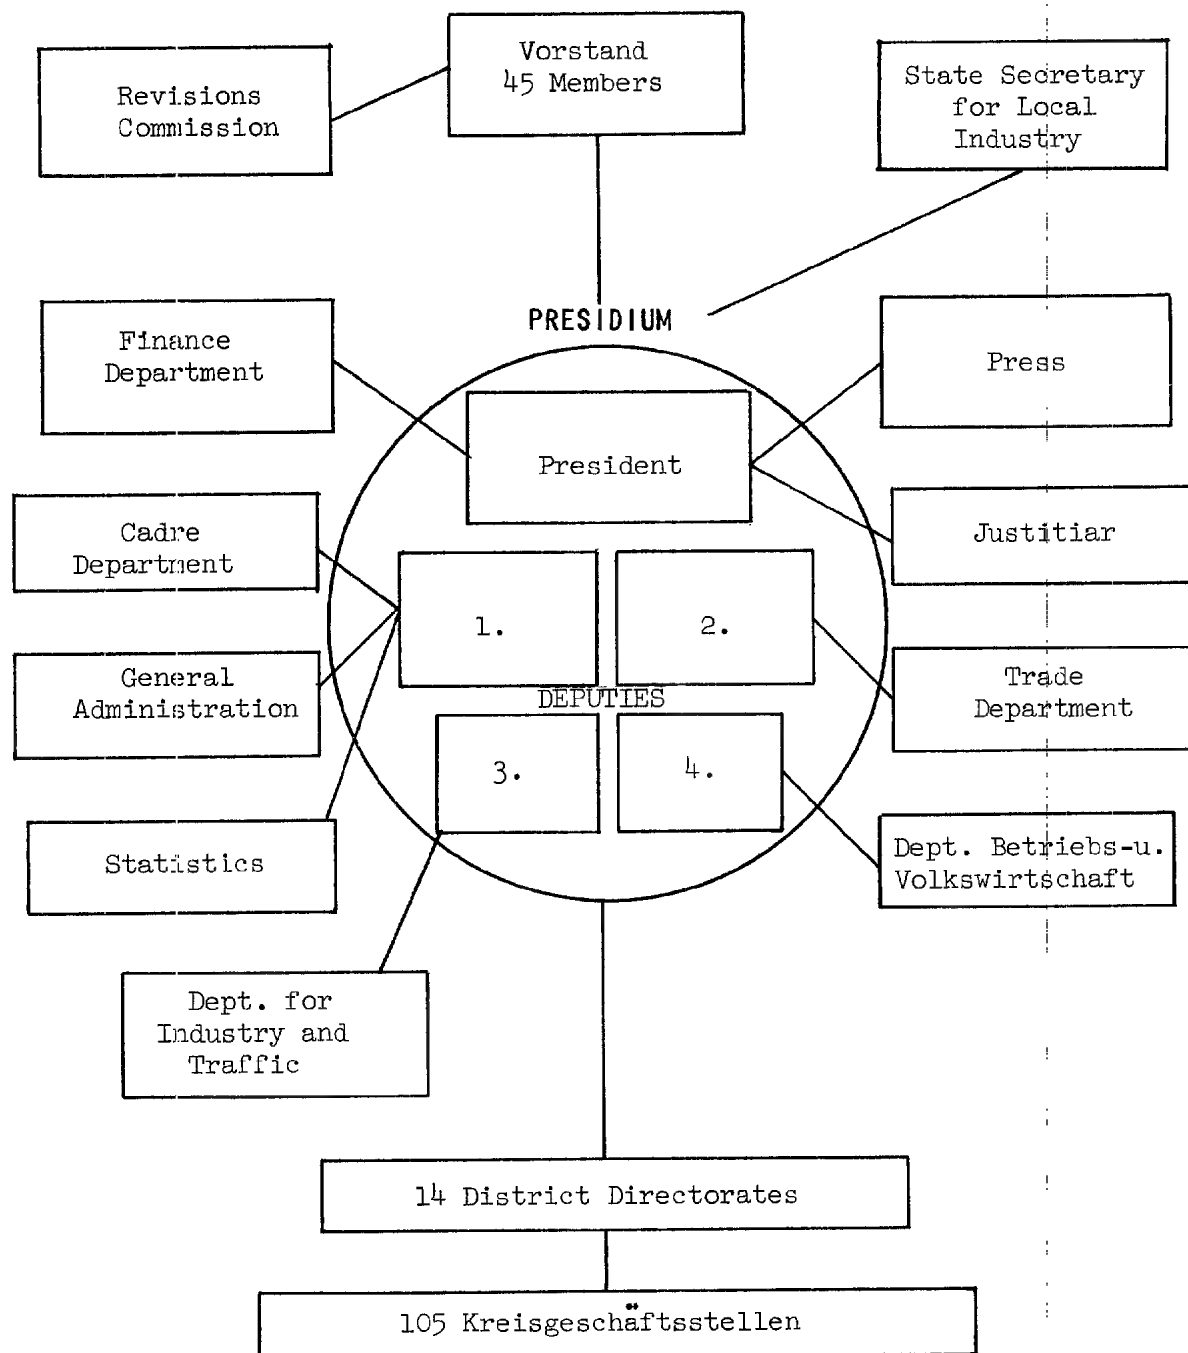 Vorstand
45 Members
Revisions
Commission
State Secretary
for Local
Industry
PRESIDIUM
Finance
Department
President
Press
Cadre
Department
Justitiar
1.
2.
General
Administration
DEPUTIES
Trade
Department
3.
4.
Statistics
Dept. Betriebs-u.
Volkswirtschaft
Dept. for
Industry and
Traffic
14 District Directorates
105 Kreisgeschäftsstellen